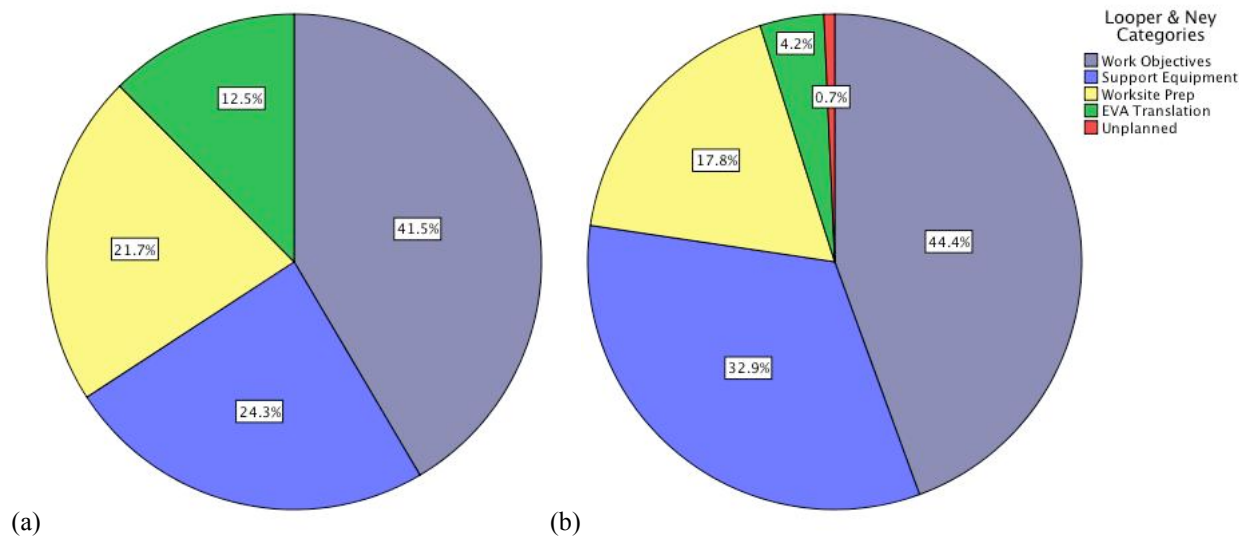 12.5%
41.5%
21.7%
24.3%
(a)
4.2%
0.7%
17.8%
44.4%
32.9%
(b)
Looper & Ney
Categories
Work Objectives
Support Equipment
Worksite Prep
EVA Translation
Unplanned